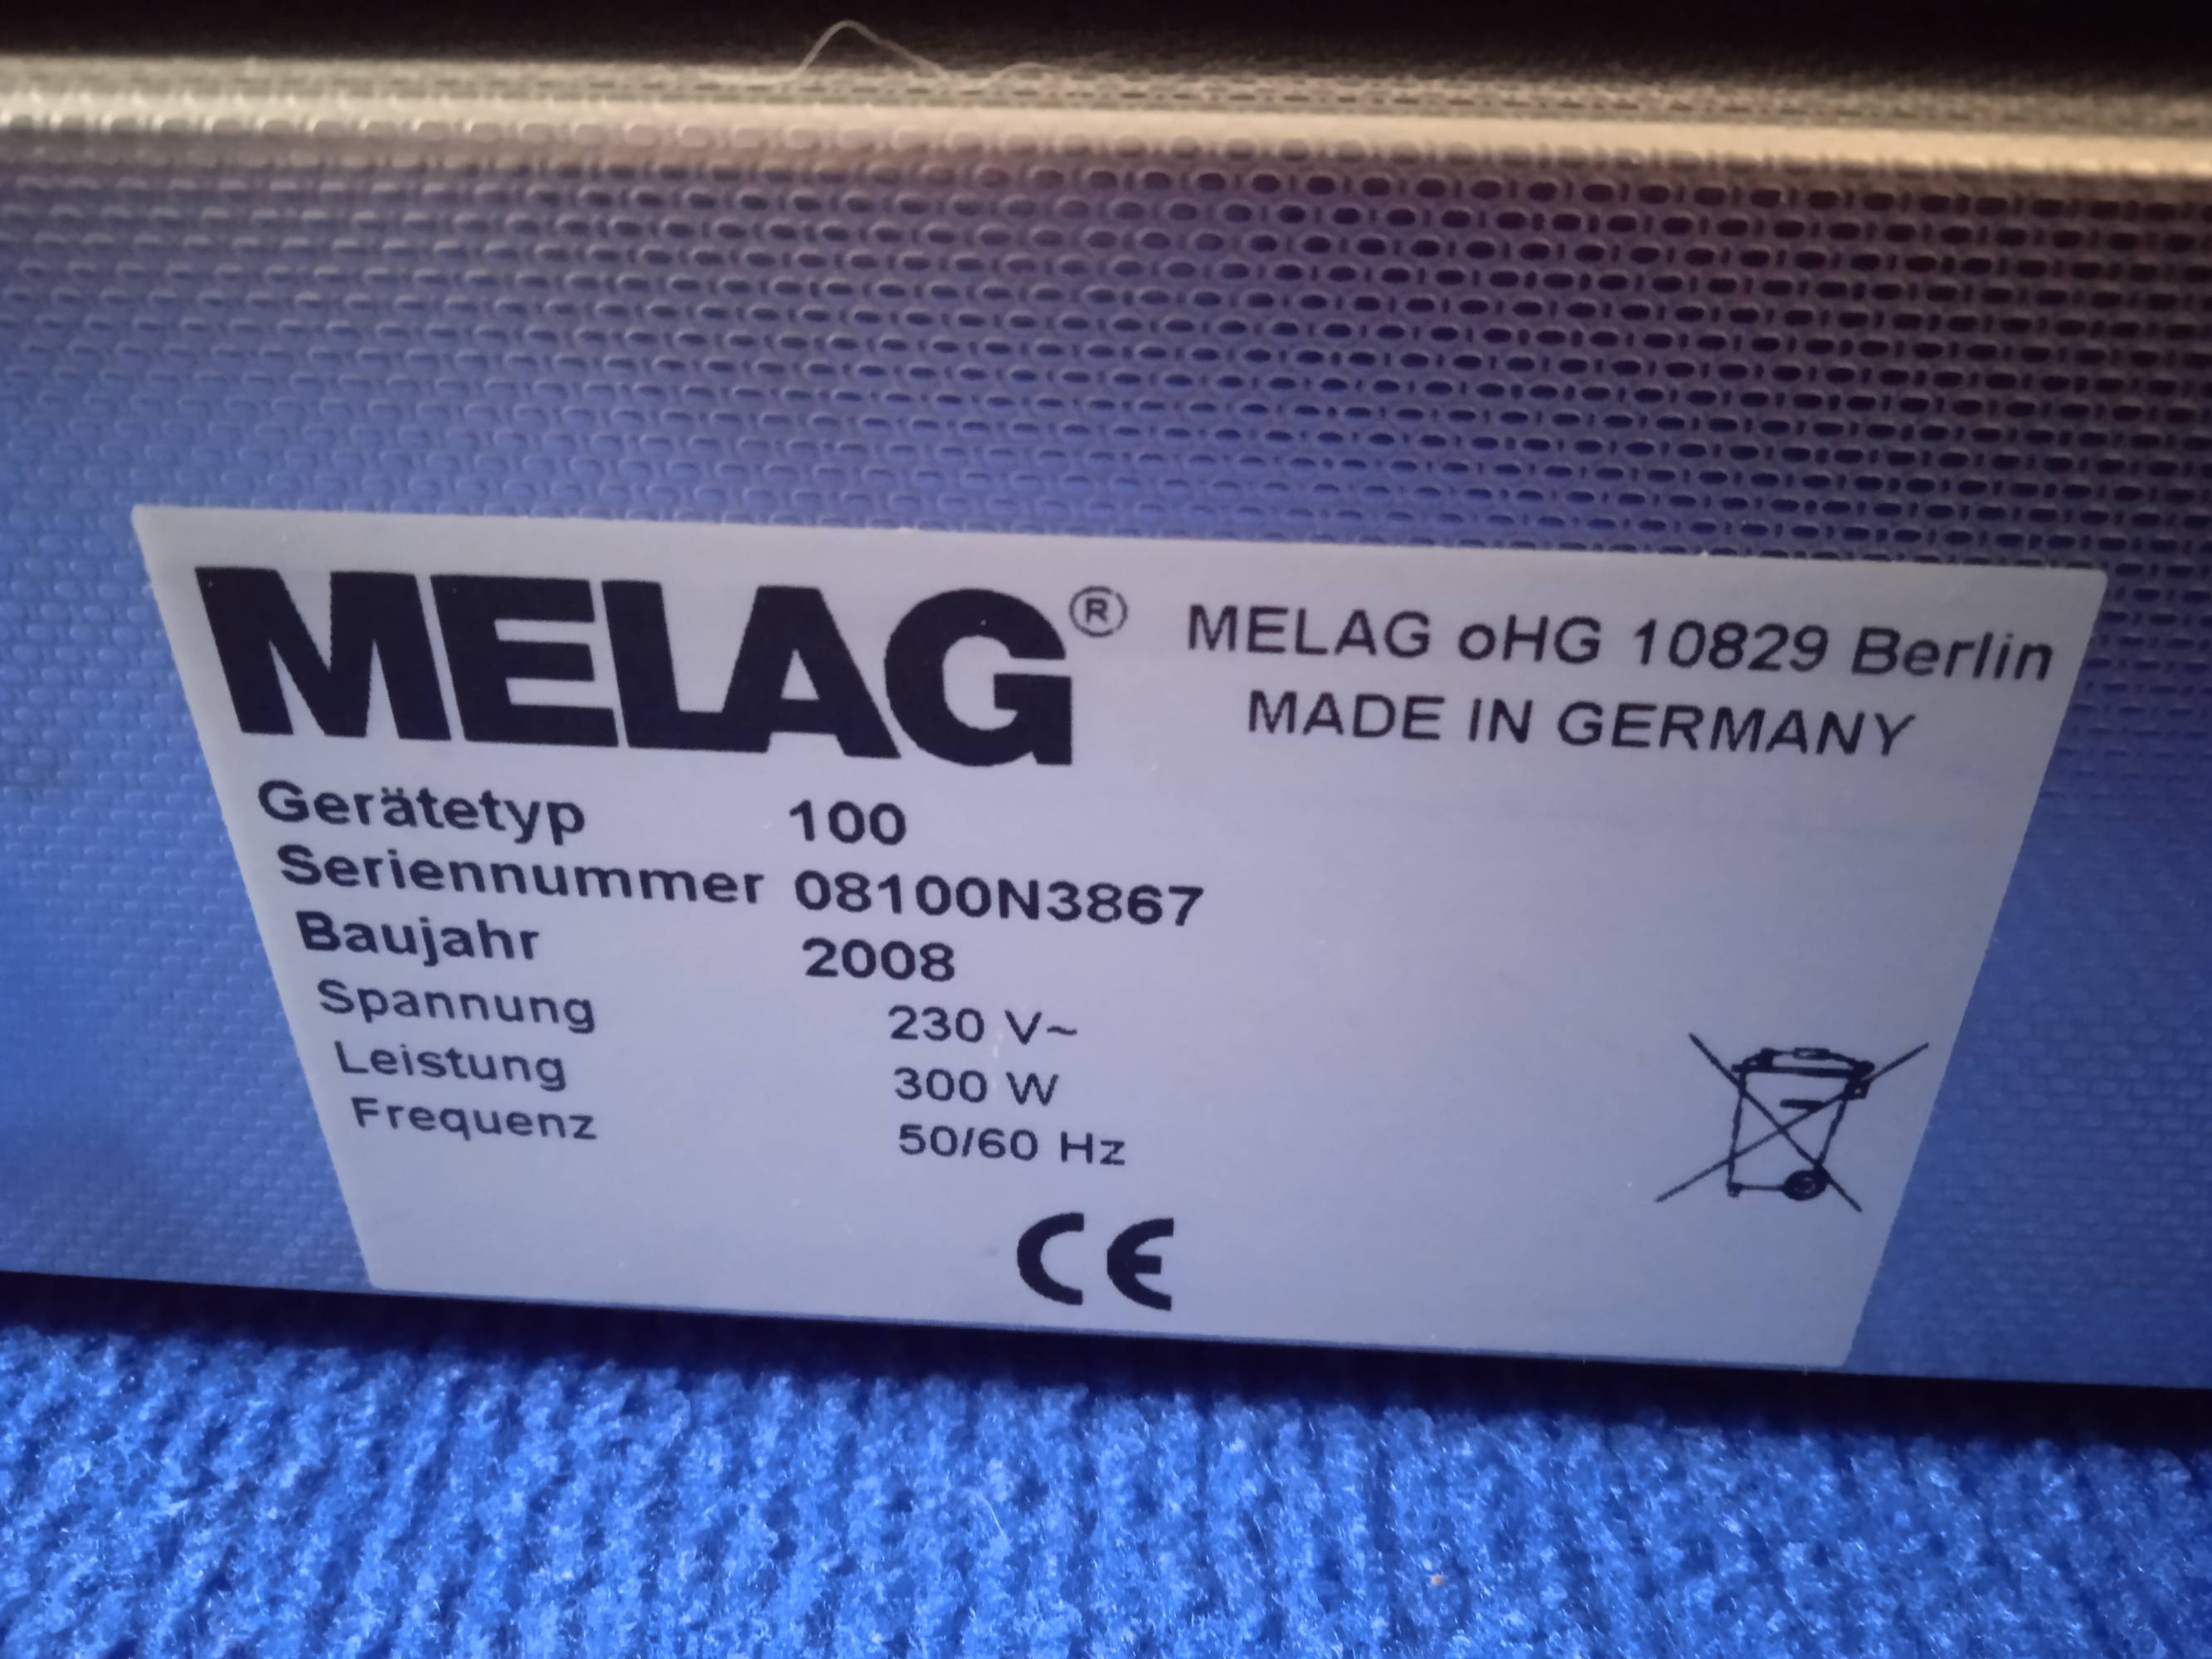 MELAG® MELAG oHG 10829 Berlin
MADE IN GERMANY
Gerätetyp 100
Seriennummer 08100N3867
Baujahr 2008
Spannung 230 V~
Leistung 300 W
Frequenz 50/60 Hz
CE